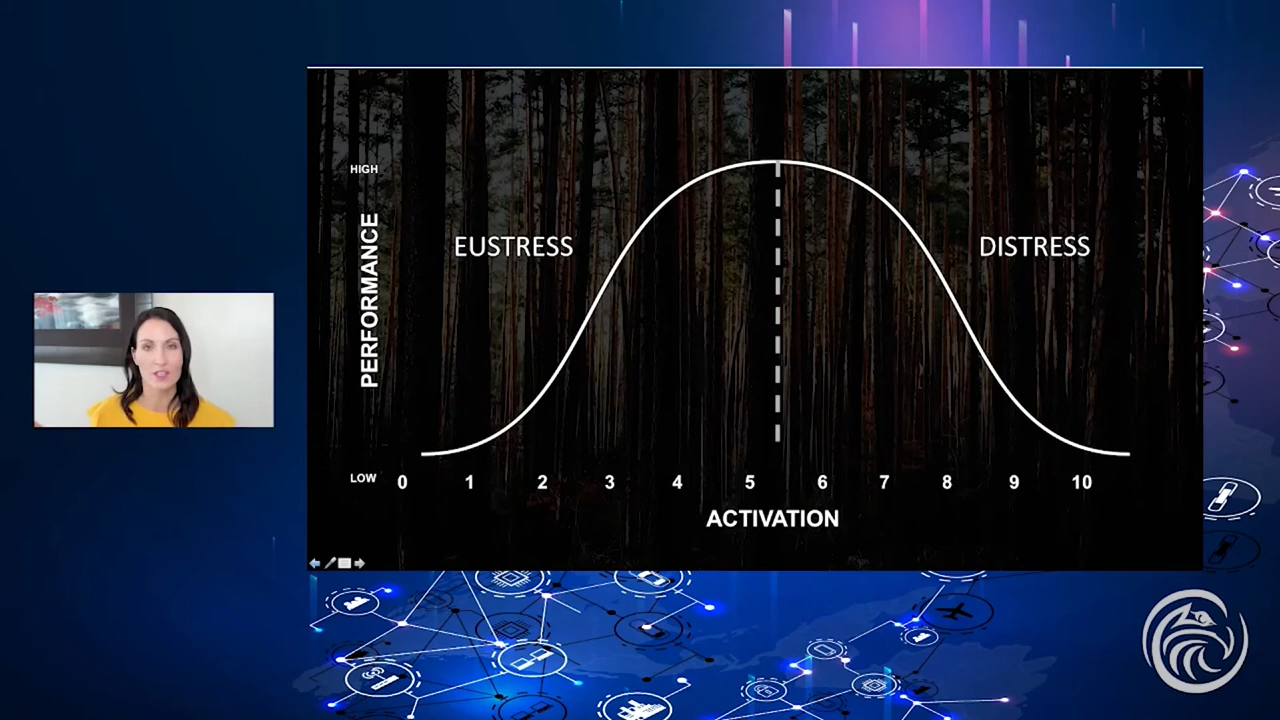 HIGH
PERFORMANCE
EUSTRESS
DISTRESS
LOW
0 1 2 3 4 5 6 7 8 9 10
ACTIVATION